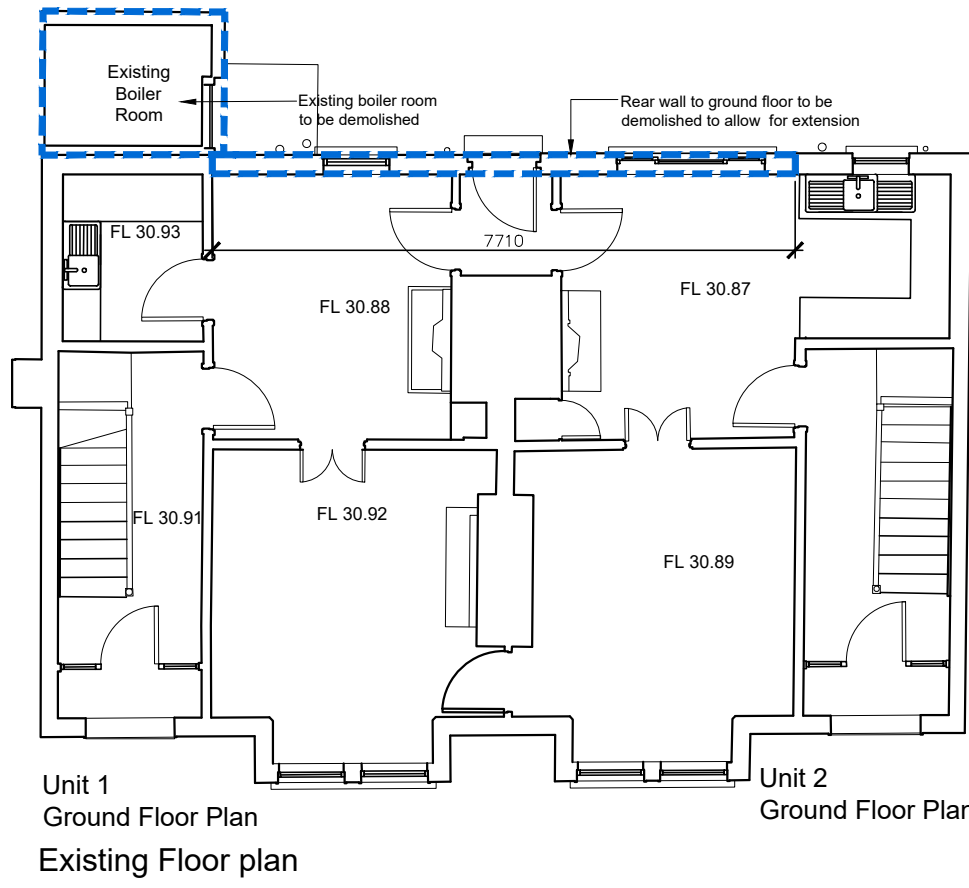 Existing
Boiler
Room
Existing boiler room
to be demolished
Rear wall to ground floor to be
demolished to allow for extension
FL 30.93
7710
FL 30.88
FL 30.87
FL 30.91
FL 30.92
FL 30.89
Unit 1
Ground Floor Plan
Unit 2
Ground Floor Plan
Existing Floor plan